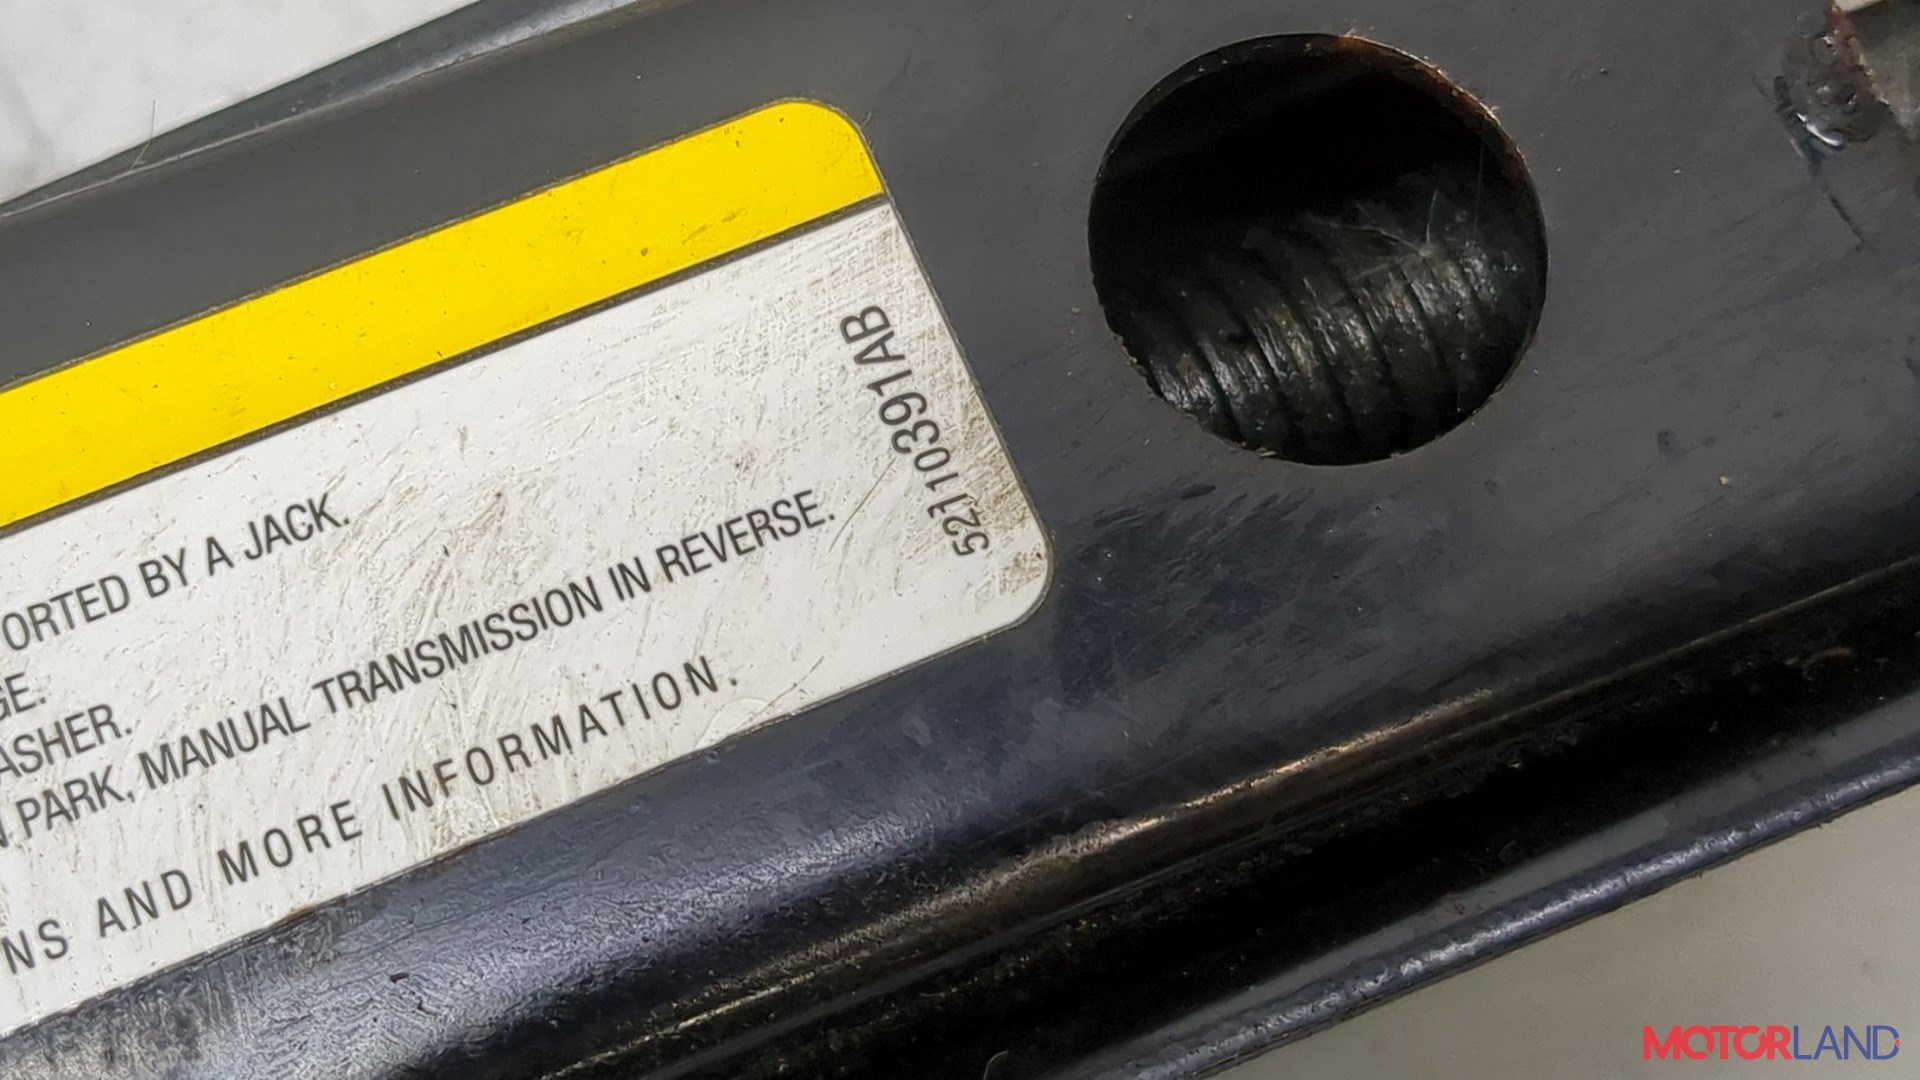 ORTED BY A JACK.
GE.
ASHER.
PARK, MANUAL TRANSMISSION IN REVERSE.
NS AND MORE INFORMATION.
52110391AB
MOTORLAND